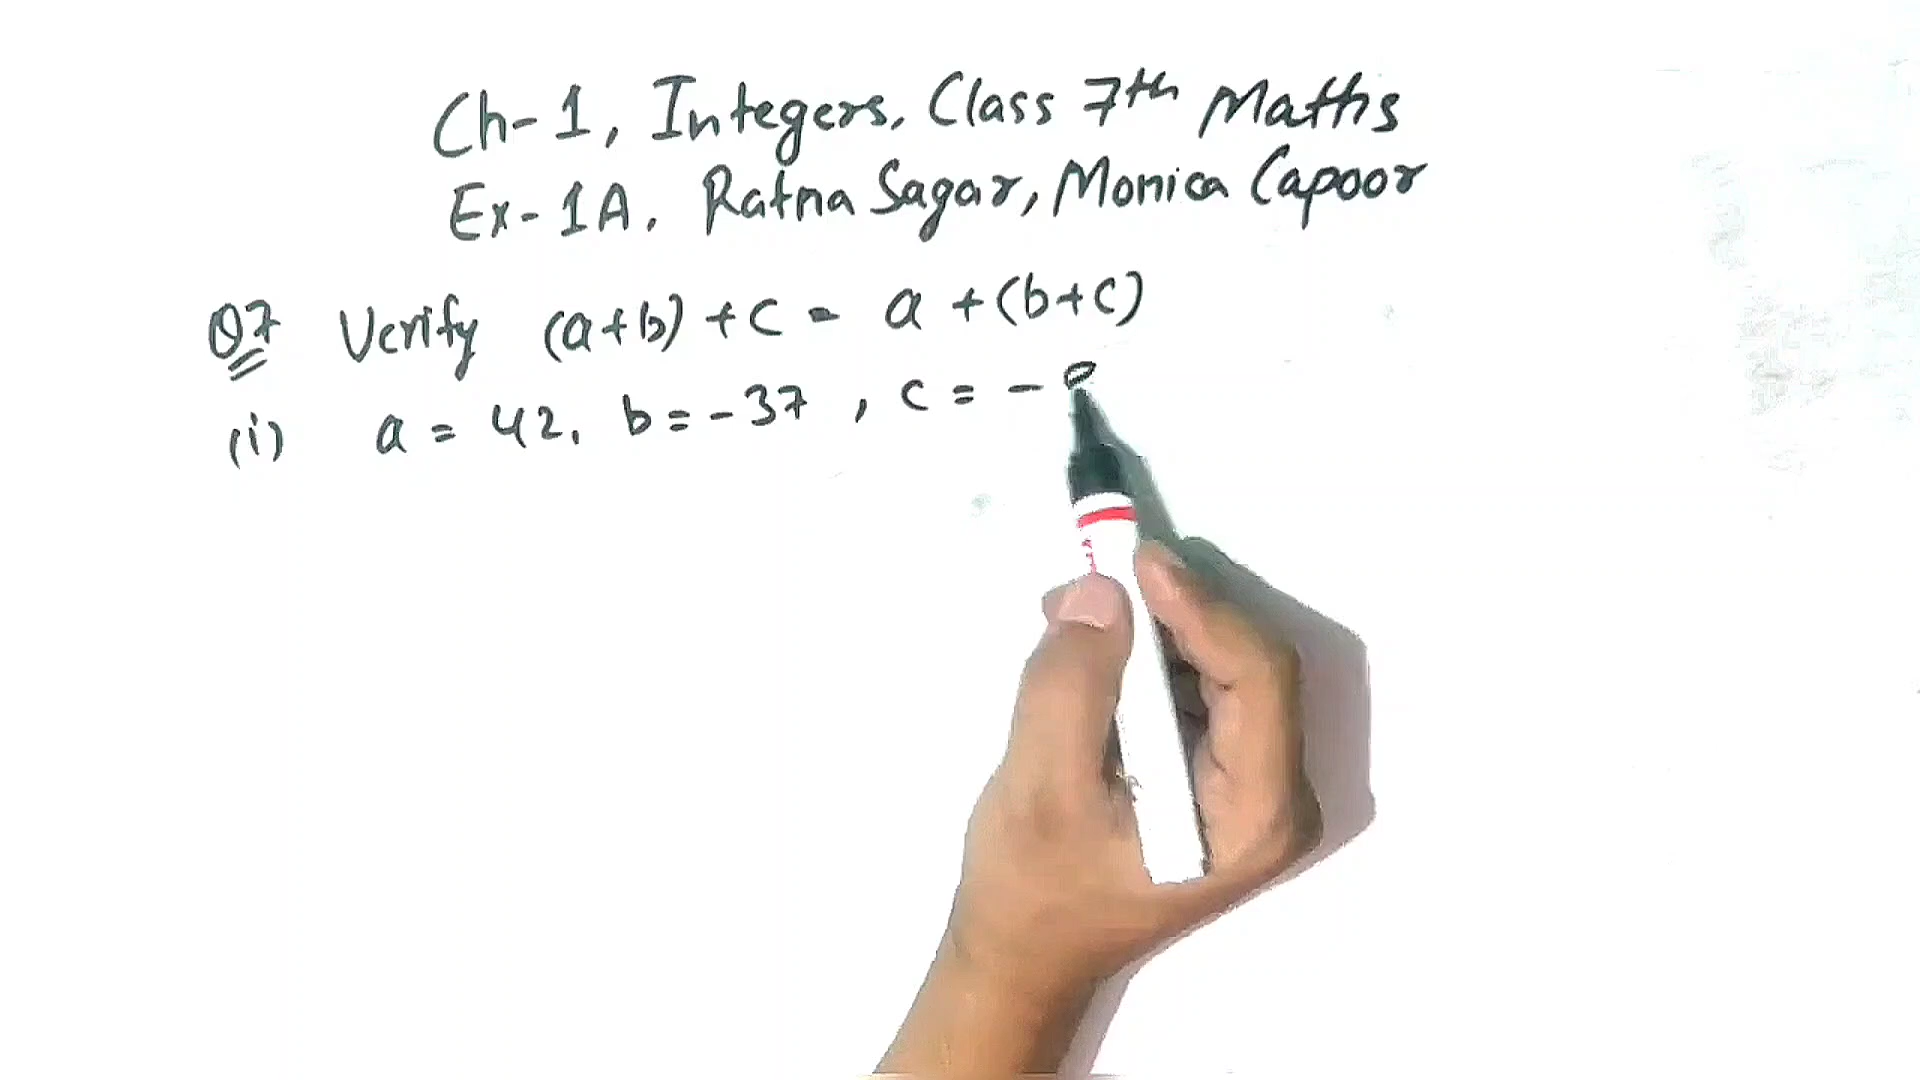 Ch-1, Integers, Class 7th Maths
Ex-1A, Ratna Sagar, Monica Capoor
Q7 Verify (a+b)+c = a+(b+c)
(i) a = 42, b = -37, c = -